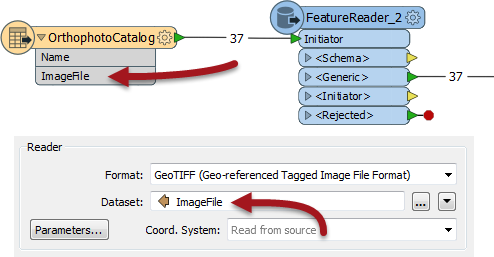 OrthophotoCatalog
Name
ImageFile
37
FeatureReader_2
Initiator
<Schema>
<Generic>
37
<Initiator>
<Rejected>
Reader
Format: GeoTIFF (Geo-referenced Tagged Image File Format)
Dataset: ImageFile ...
Parameters... Coord. System: Read from source